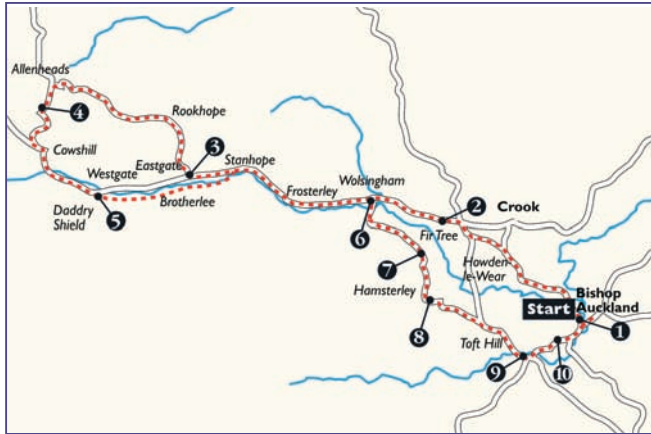 Allenheads
4
Rookhope
Cowshill
3
Eastgate
Westgate
Stanhope
Brotherlee
Daddry
Shield
5
Frosterley
Wolsingham
6
2
Crook
Fir Tree
Howden
-le-Wear
7
Hamsterley
8
Bishop
Auckland
Start
1
Toft Hill
9
10